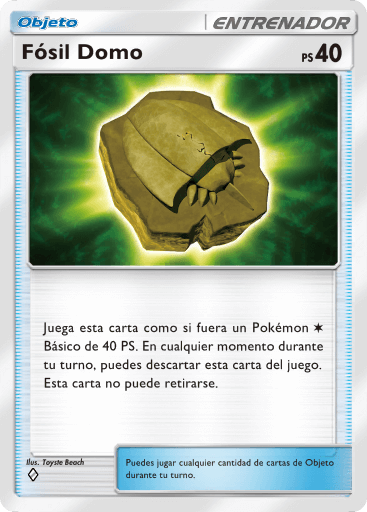 Objeto
ENTRENADOR
Fósil Domo
PS40
Juega esta carta como si fuera un Pokémon
Básico de 40 PS. En cualquier momento durante
tu turno, puedes descartar esta carta del juego.
Esta carta no puede retirarse.
Ilus. Toyste Beach
Puedes jugar cualquier cantidad de cartas de Objeto
durante tu turno.